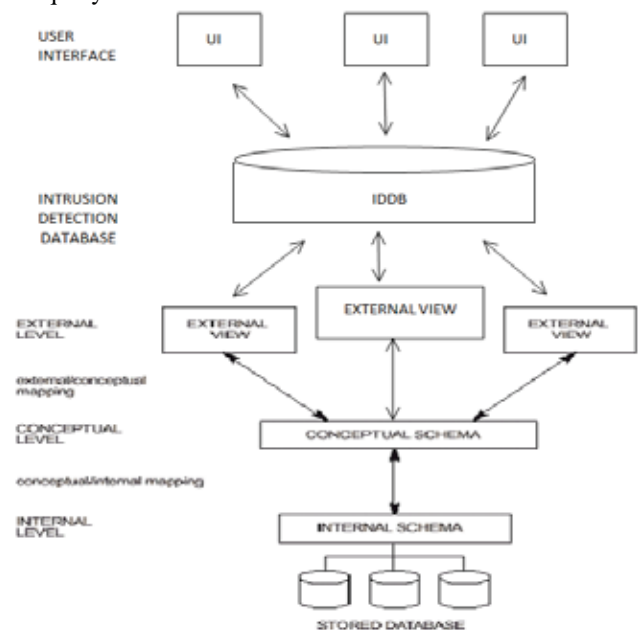 USER
INTERFACE
UI
UI
UI
INTRUSION
DETECTION
DATABASE
IDDB
EXTERNAL
LEVEL
EXTERNAL
VIEW
EXTERNAL VIEW
EXTERNAL
VIEW
external/conceptual
mapping
CONCEPTUAL
LEVEL
CONCEPTUAL SCHEMA
conceptual/internal mapping
INTERNAL
LEVEL
INTERNAL SCHEMA
STORED DATABASE